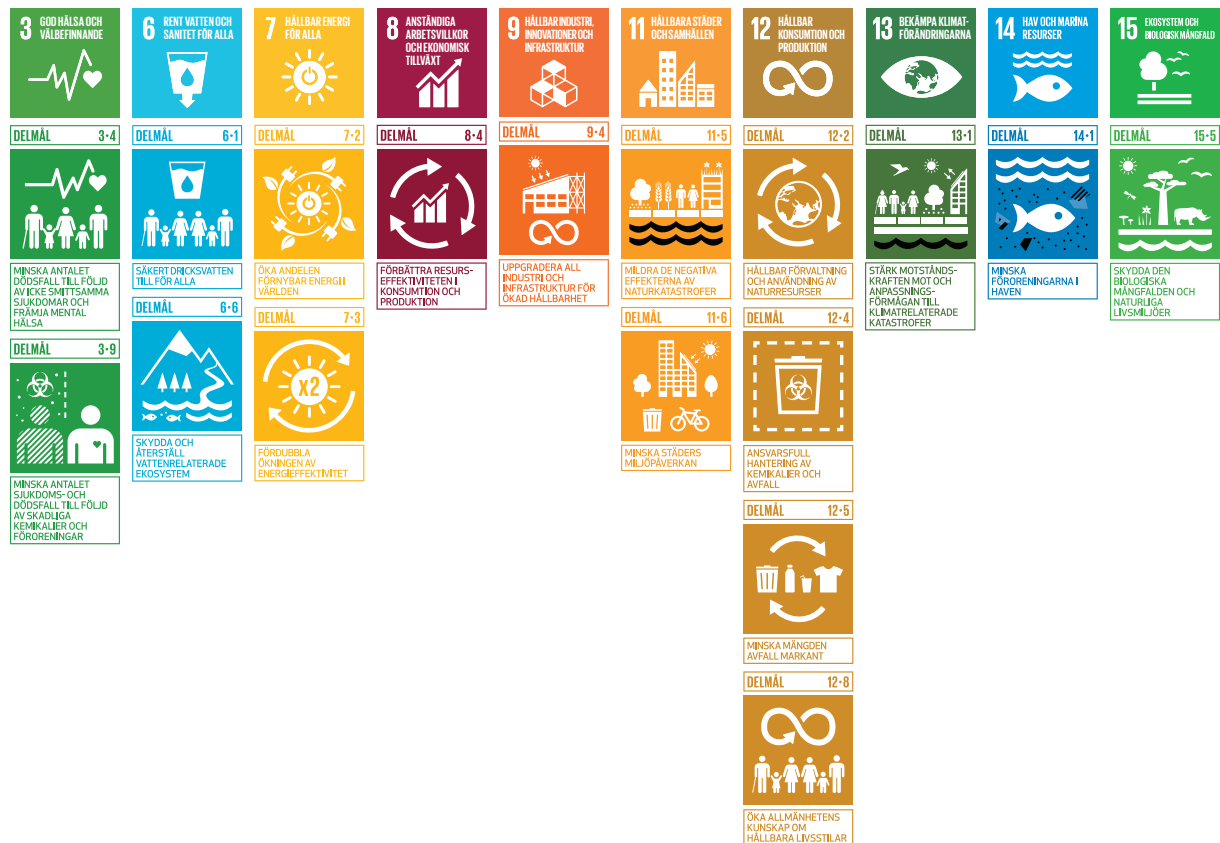 3 GOD HÄLSA OCH
VÄLBEFINNANDE
DELMÅL 3·4
MINSKA ANTALET
DÖDSFALL TILL FÖLJD
AV ICKE SMITTSAMMA
SJUKDOMAR OCH
FRÄMJA MENTAL
HÄLSA
DELMÅL 3·9
MINSKA ANTALET
SJUKDOMS- OCH
DÖDSFALL TILL FÖLJD
AV SKADLIGA
KEMIKALIER OCH
FÖRORENINGAR
6 RENT VATTEN OCH
SANITET FÖR ALLA
DELMÅL 6·1
SÄKERT DRICKSVATTEN
TILL FÖR ALLA
DELMÅL 6·6
SKYDDA OCH
ÅTERSTÄLL
VATTENRELATERADE
EKOSYSTEM
7 HÅLLBAR ENERGI
FÖR ALLA
DELMÅL 7·2
ÖKA ANDELEN
FÖRNYBAR ENERGI I
VÄRLDEN
DELMÅL 7·3
X2
FÖRDUBBLA
ÖKNINGEN AV
ENERGIEFFEKTIVITET
8 ANSTÄNDIGA
ARBETSVILLKOR
OCH EKONOMISK
TILLVÄXT
DELMÅL 8·4
FÖRBÄTTRA RESURS-
EFFEKTIVITETEN I
KONSUMTION OCH
PRODUKTION
9 HÅLLBAR INDUSTRI,
INNOVATIONER OCH
INFRASTRUKTUR
DELMÅL 9·4
UPPGRADERA ALL
INDUSTRI OCH
INFRASTRUKTUR FÖR
ÖKAD HÅLLBARHET
11 HÅLLBARA STÄDER
OCH SAMHÄLLEN
DELMÅL 11·5
MILDRA DE NEGATIVA
EFFEKTERNA AV
NATURKATASTROFER
DELMÅL 11·6
MINSKA STÄDERS
MILJÖPÅVERKAN
12 HÅLLBAR
KONSUMTION OCH
PRODUKTION
DELMÅL 12·2
HÅLLBAR FÖRVALTNING
OCH ANVÄNDNING AV
NATURRESURSER
DELMÅL 12·4
ANSVARSFULL
HANTERING AV
KEMIKALIER OCH
AVFALL
DELMÅL 12·5
MINSKA MÄNGDEN
AVFALL MARKANT
DELMÅL 12·8
ÖKA ALLMÄNHETENS
KUNSKAP OM
HÅLLBARA LIVSSTILAR
13 BEKÄMPA KLIMAT-
FÖRÄNDRINGARNA
DELMÅL 13·1
STÄRK MOTSTÅNDS-
KRAFTEN MOT OCH
ANPASSNINGS-
FÖRMÅGAN TILL
KLIMATRELATERADE
KATASTROFER
14 HAV OCH MARINA
RESURSER
DELMÅL 14·1
MINSKA
FÖRORENINGARNA I
HAVEN
15 EKOSYSTEM OCH
BIOLOGISK MÅNGFALD
DELMÅL 15·5
SKYDDA DEN
BIOLOGISKA
MÅNGFALDEN OCH
NATURLIGA
LIVSMILJÖER